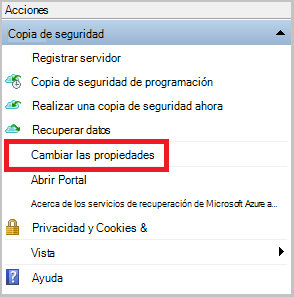 Acciones
Copia de seguridad
Registrar servidor
Copia de seguridad de programación
Realizar una copia de seguridad ahora
Recuperar datos
Cambiar las propiedades
Abrir Portal
Acerca de los servicios de recuperación de Microsoft Azure a...
Privacidad y Cookies &
Vista
Ayuda